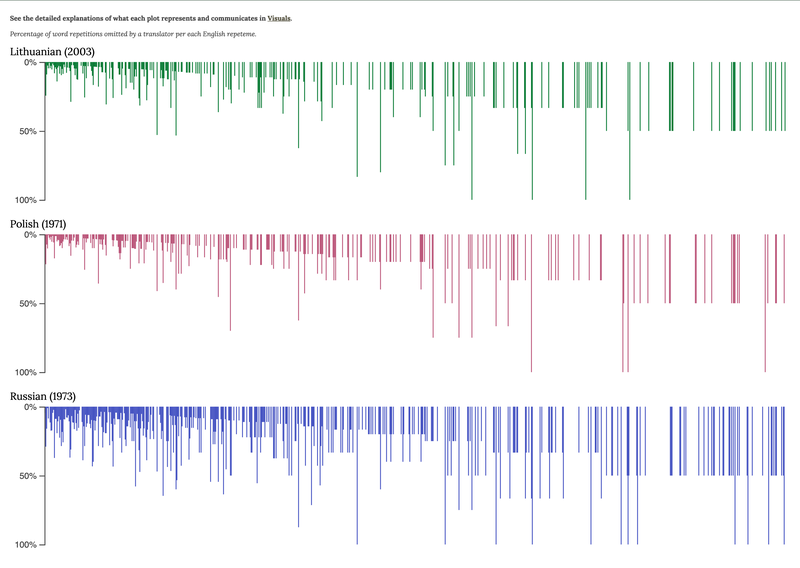 See the detailed explanations of what each plot represents and communicates in Visuals.
Percentage of word repetitions omitted by a translator per each English repeteme.
Lithuanian (2003)
0%
50%
100%
Polish (1971)
0%
50%
100%
Russian (1973)
0%
50%
100%